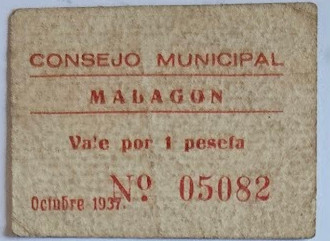 CONSEJO MUNICIPAL
MALAGON
Vale por 1 peseta
Nº 05082
Octubre 1937.